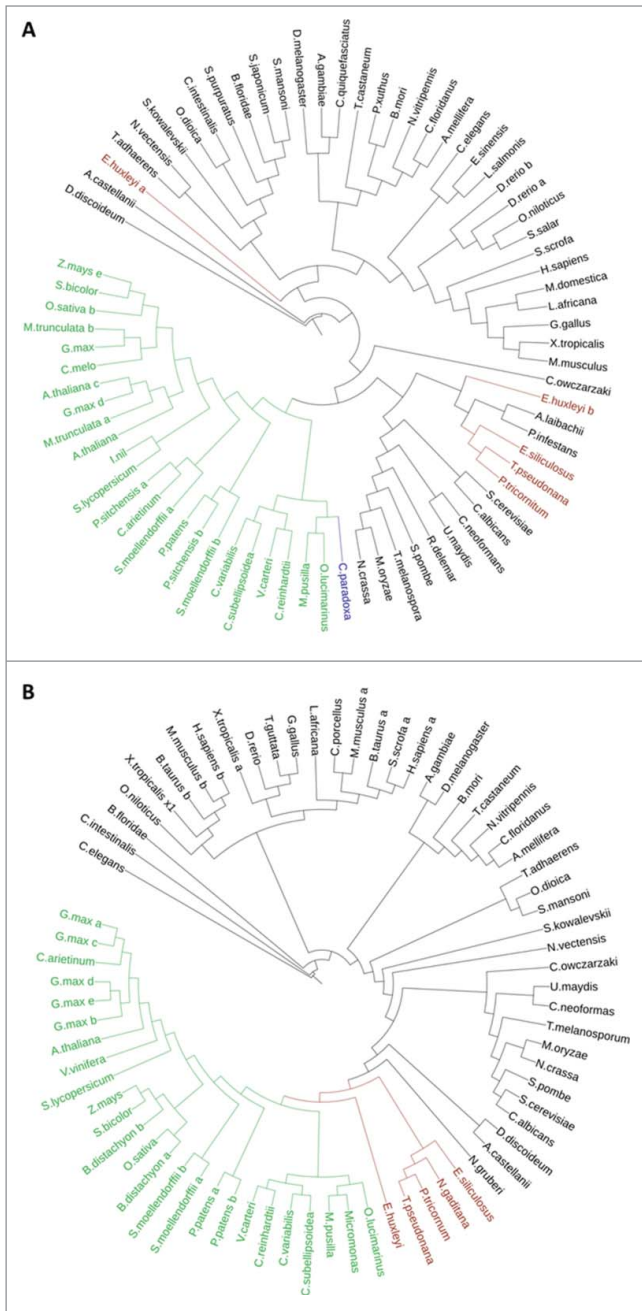 A
D.discoideum
A.castellanii
E.huxleyi a
T.adhaerens
N.vectensis
S.kowalevskii
O.dioica
C.intestinalis
S.purpuratus
B.floridae
S.japonicum
S.mansoni
D.melanogaster
A.gambiae
C.quiquefasciatus
T.castaneum
P.xuthus
B.mori
N.vitripennis
C.floridanus
A.mellifera
C.elegans
E.sinensis
L.salmonis
D.rerio b
D.rerio a
O.niloticus
S.salar
S.scrofa
H.sapiens
M.domestica
L.africana
G.gallus
X.tropicalis
M.musculus
C.owczarzaki
E.huxleyi b
A.laibachii
P.infestans
E.siliculosus
T.pseudonana
P.tricornitum
S.cerevisiae
C.albicans
C.neoformans
U.maydis
R.delemar
S.pombe
T.melanospora
M.oryzae
N.crassa
C.paradoxa
O.lucimarinus
M.pusilla
C.reinhardtii
V.carteri
C.subellipsoidea
C.variabilis
S.moellendorffii b
P.sitchensis b
P.patens
S.moellendorffii a
C.arietinum
P.sitchensis a
S.lycopersicum
I.nil
A.thaliana
M.trunculata a
G.max d
A.thaliana c
C.melo
G.max
M.trunculata b
O.sativa b
S.bicolor
Z.mays e
B
C.elegans
C.intestinalis
B.floridae
O.niloticus
X.tropicalis x1
B.taurus b
M.musculus b
H.sapiens b
X.tropicalis a
D.rerio
T.guttata
G.gallus
L.africana
C.porcellus
M.musculus a
B.taurus a
S.scrofa a
H.sapiens a
A.gambiae
D.melanogaster
B.mori
T.castaneum
N.vitripennis
C.floridanus
A.mellifera
T.adhaerens
O.dioica
S.mansoni
S.kowalevskii
N.vectensis
C.owczarzaki
U.maydis
C.neoformas
T.melanosporum
M.oryzae
N.crassa
S.pombe
S.cerevisiae
C.albicans
D.discoideum
A.castellanii
N.gruberi
E.siliculosus
N.gaditana
P.tricornum
T.pseudonana
E.huxleyi
O.lucimarinus
Micromonas
M.pusilla
C.subellipsoidea
C.variabilis
C.reinhardtii
V.carteri
P.patens b
P.patens a
S.moellendorffii a
S.moellendorffii b
B.distachyon a
O.sativa
B.distachyon b
S.bicolor
Z.mays
S.lycopersicum
V.vinifera
A.thaliana
G.max b
G.max e
G.max d
C.arietinum
G.max c
G.max a